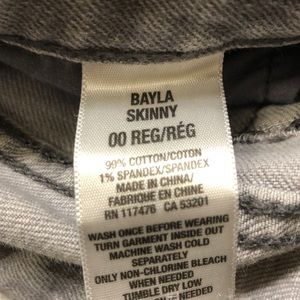 BAYLA
SKINNY
00 REG/RÉG
99% COTTON/COTON
1% SPANDEX/SPANDEX
MADE IN CHINA/
FABRIQUÉ EN CHINE
RN 117476 CA 53201
WASH ONCE BEFORE WEARING
TURN GARMENT INSIDE OUT
MACHINE WASH COLD
SEPARATELY
ONLY NON-CHLORINE BLEACH
WHEN NEEDED
TUMBLE DRY LOW
NEEDED